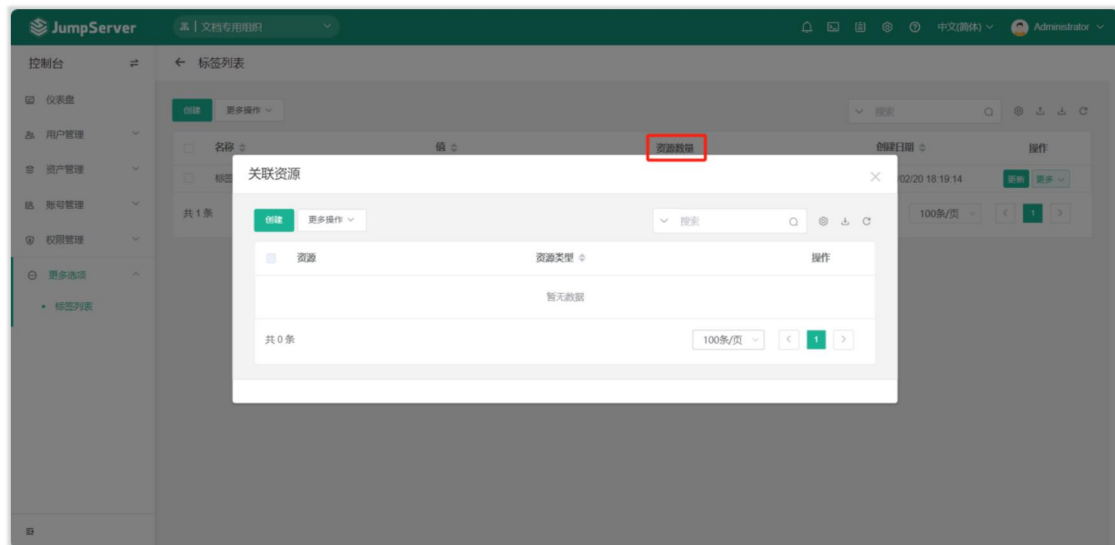 JumpServer
文档专用组织
中文(简体)
Administrator
控制台
标签列表
仪表盘
用户管理
资产管理
账号管理
权限管理
更多选项
标签列表
创建 更多操作
搜索
名称 值 资源数量 创建日期 操作
标签
02/20 18:19:14 更新 更多
共 1 条 100条/页 1
关联资源
创建 更多操作 搜索
资源 资源类型 操作
暂无数据
共 0 条 100条/页 1